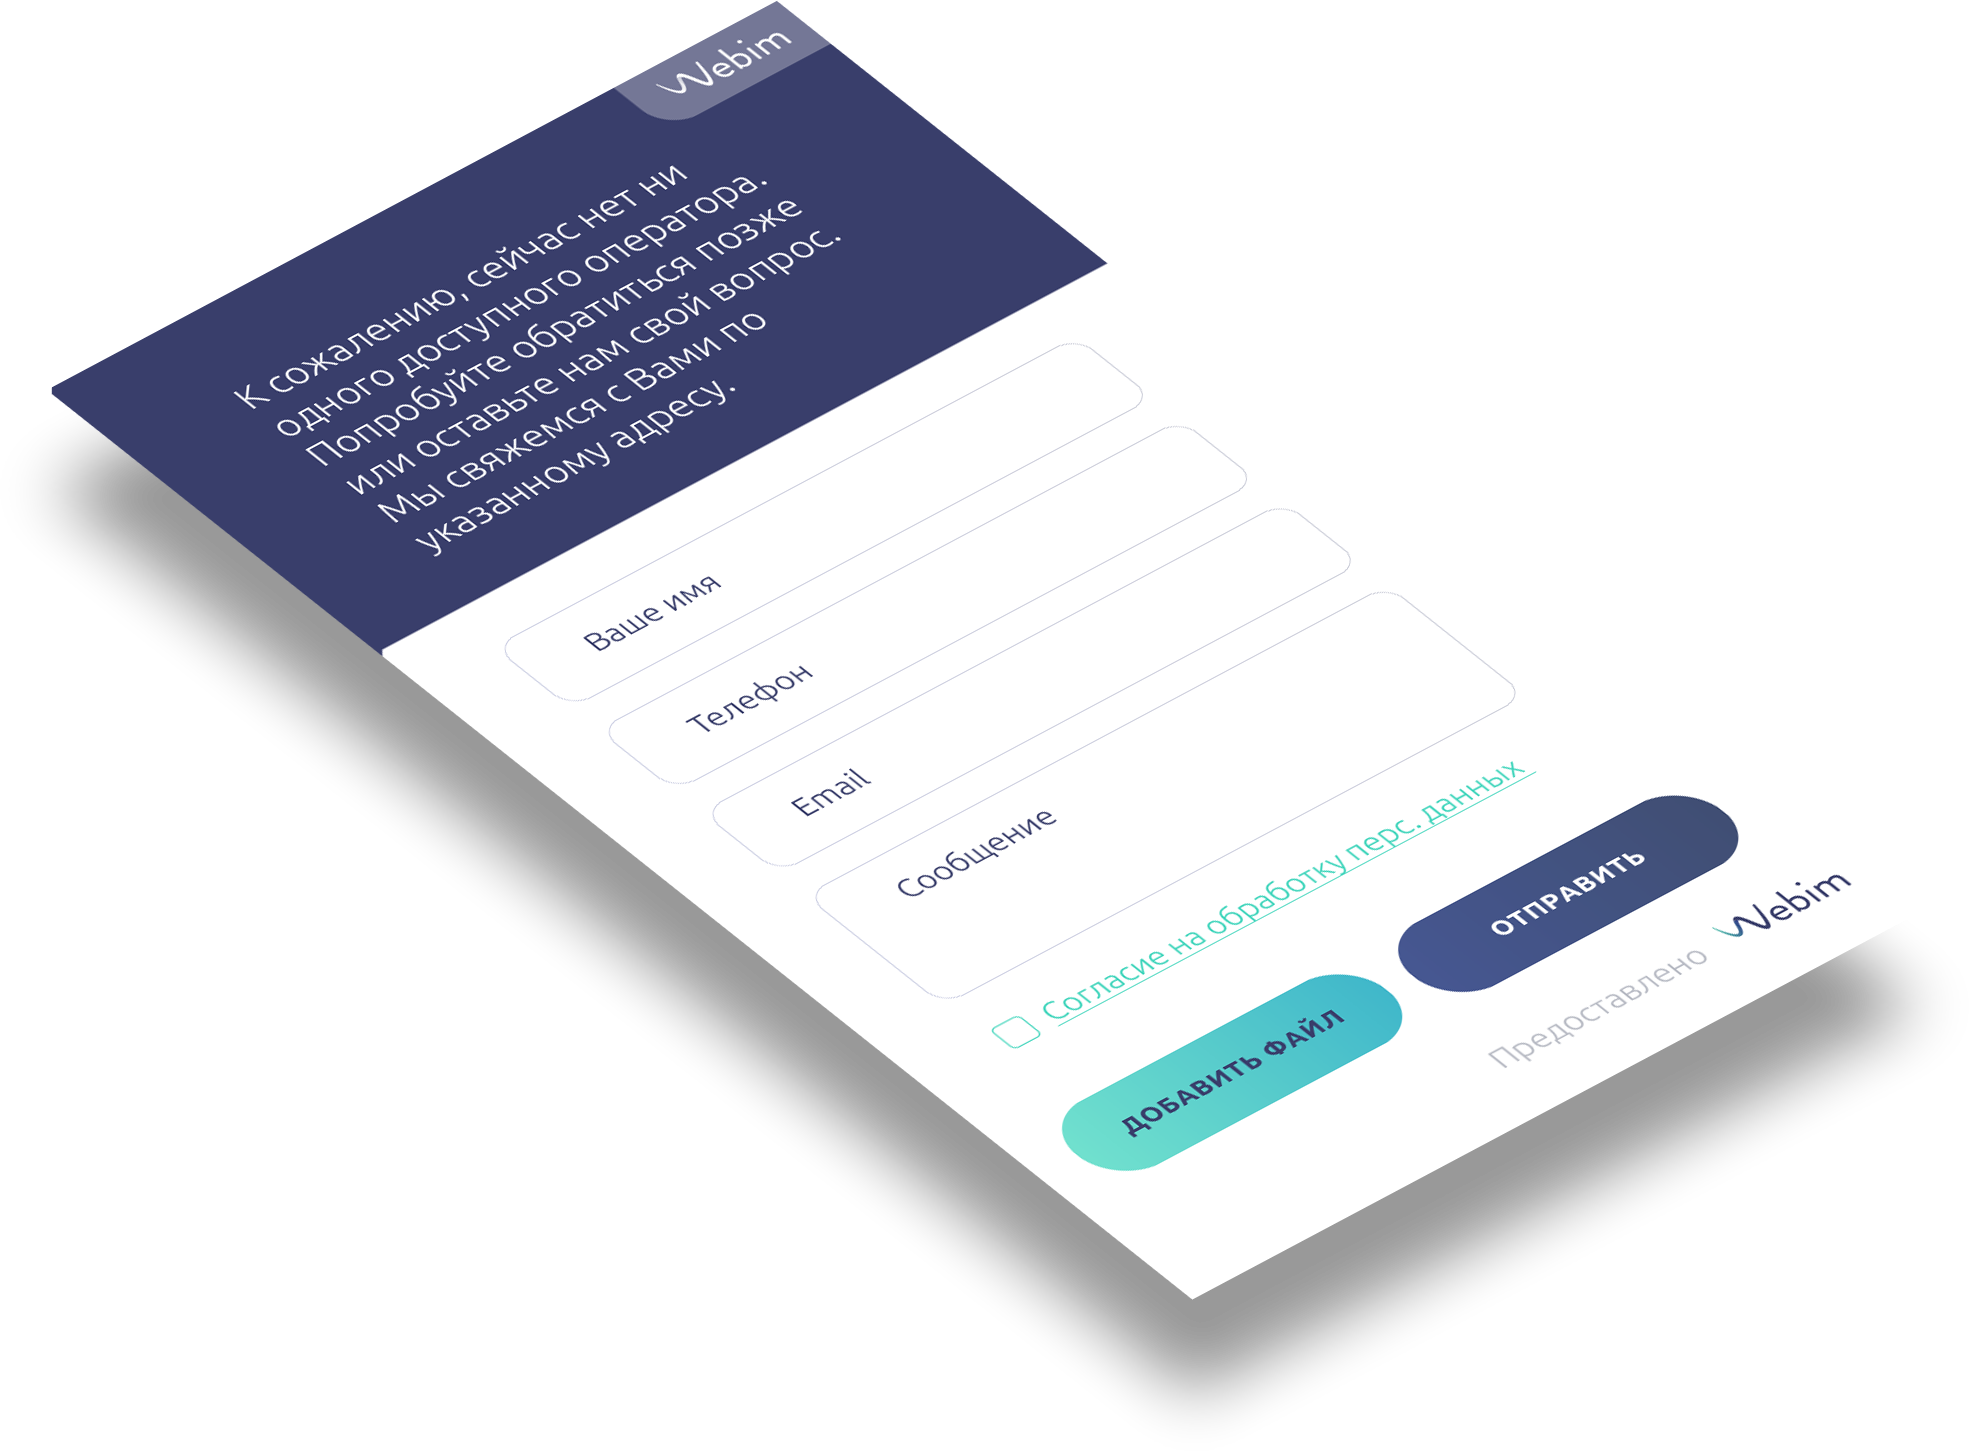 Webim
К сожалению, сейчас нет ни
одного доступного оператора.
Попробуйте обратиться позже
или оставьте нам свой вопрос.
Мы свяжемся с Вами по
указанному адресу.
Ваше имя
Телефон
Email
Сообщение
Согласие на обработку перс. данных
ДОБАВИТЬ ФАЙЛ
ОТПРАВИТЬ
Предоставлено Webim